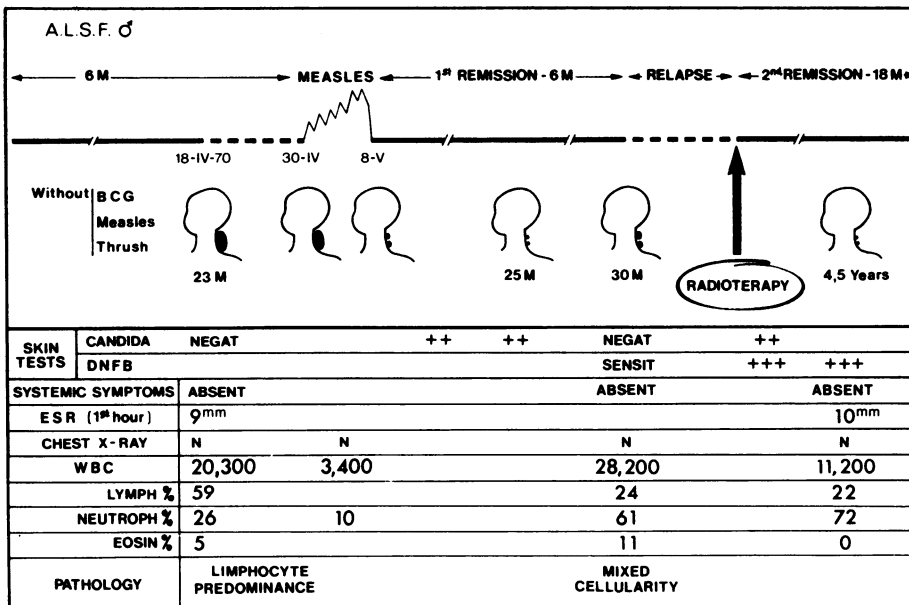 A.L.S.F. ♂
6 M MEASLES 1st REMISSION - 6 M RELAPSE 2nd REMISSION - 18 M
18-IV-70 30-IV 8-V
Without BCG
Measles
Thrush
23 M 25 M 30 M RADIOTERAPY 4,5 Years
SKIN TESTS CANDIDA NEGAT ++ ++ NEGAT ++
DNFB SENSIT +++ +++
SYSTEMIC SYMPTOMS ABSENT ABSENT ABSENT
ESR (1st hour) 9mm 10mm
CHEST X-RAY N N N N
WBC 20,300 3,400 28,200 11,200
LYMPH % 59 24 22
NEUTROPH % 26 10 61 72
EOSIN % 5 11 0
PATHOLOGY LIMPHOCYTE PREDOMINANCE MIXED CELLULARITY